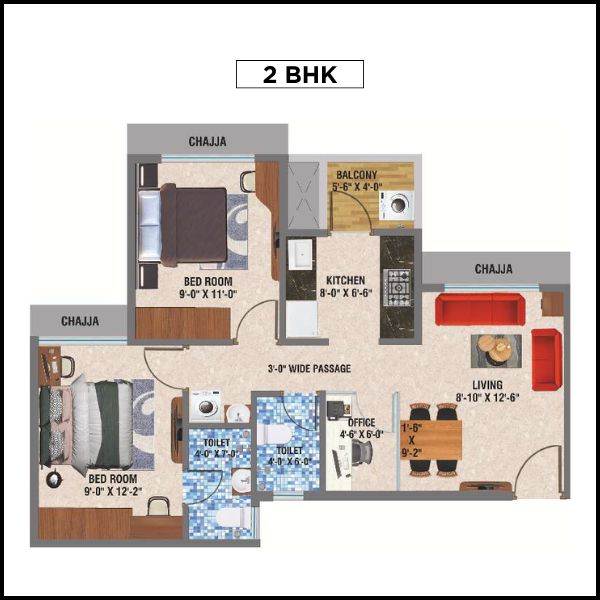 2 BHK
CHAJJA
BALCONY
5'-6" X 4'-0"
BED ROOM
9'-0" X 11'-0"
KITCHEN
8'-0" X 6'-6"
CHAJJA
CHAJJA
3'-0" WIDE PASSAGE
LIVING
8'-10" X 12'-6"
OFFICE
4'-6" X 6'-0"
1'-6"
X
9'-2"
TOILET
4'-0" X 7'-0"
TOILET
4'-0" X 6'-0"
BED ROOM
9'-0" X 12'-2"